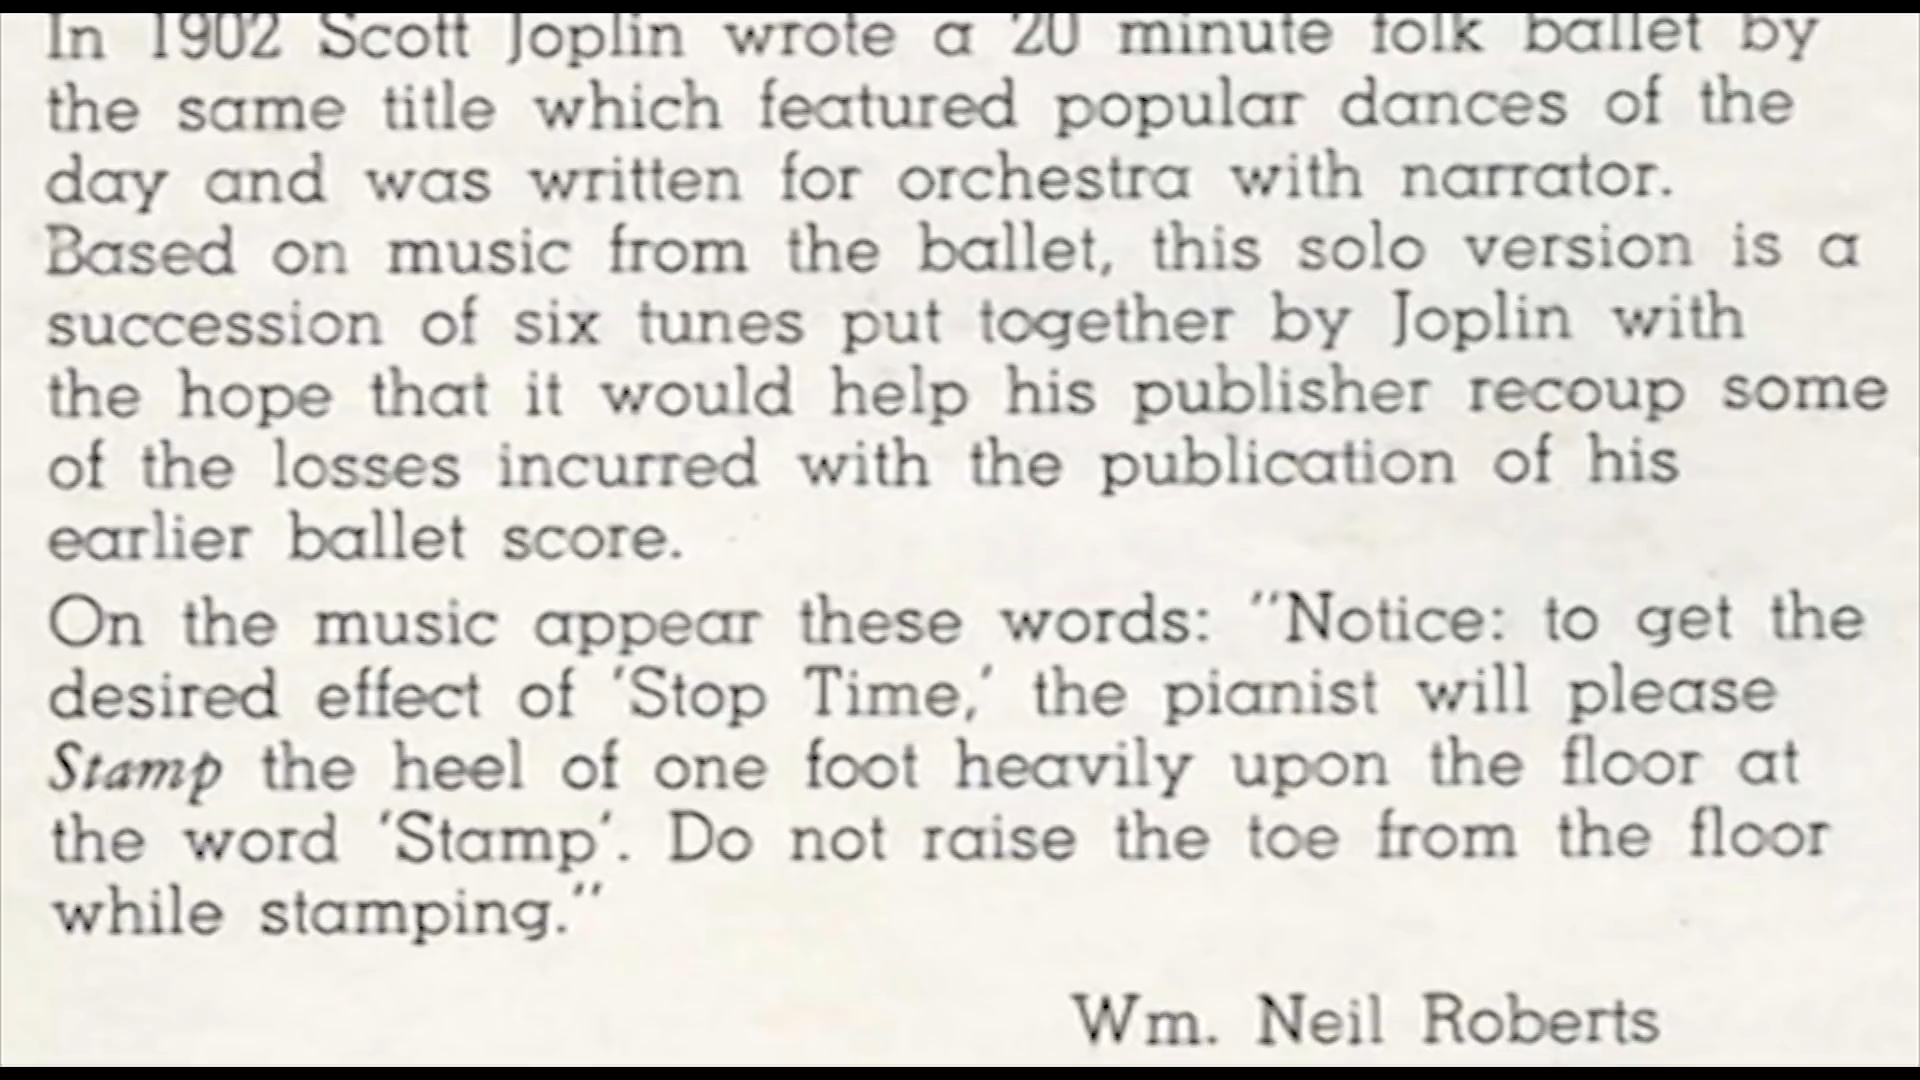 In 1902 Scott Joplin wrote a 20 minute folk ballet by
the same title which featured popular dances of the
day and was written for orchestra with narrator.
Based on music from the ballet, this solo version is a
succession of six tunes put together by Joplin with
the hope that it would help his publisher recoup some
of the losses incurred with the publication of his
earlier ballet score.
On the music appear these words: "Notice: to get the
desired effect of 'Stop Time,' the pianist will please
Stamp the heel of one foot heavily upon the floor at
the word 'Stamp'. Do not raise the toe from the floor
while stamping."
Wm. Neil Roberts